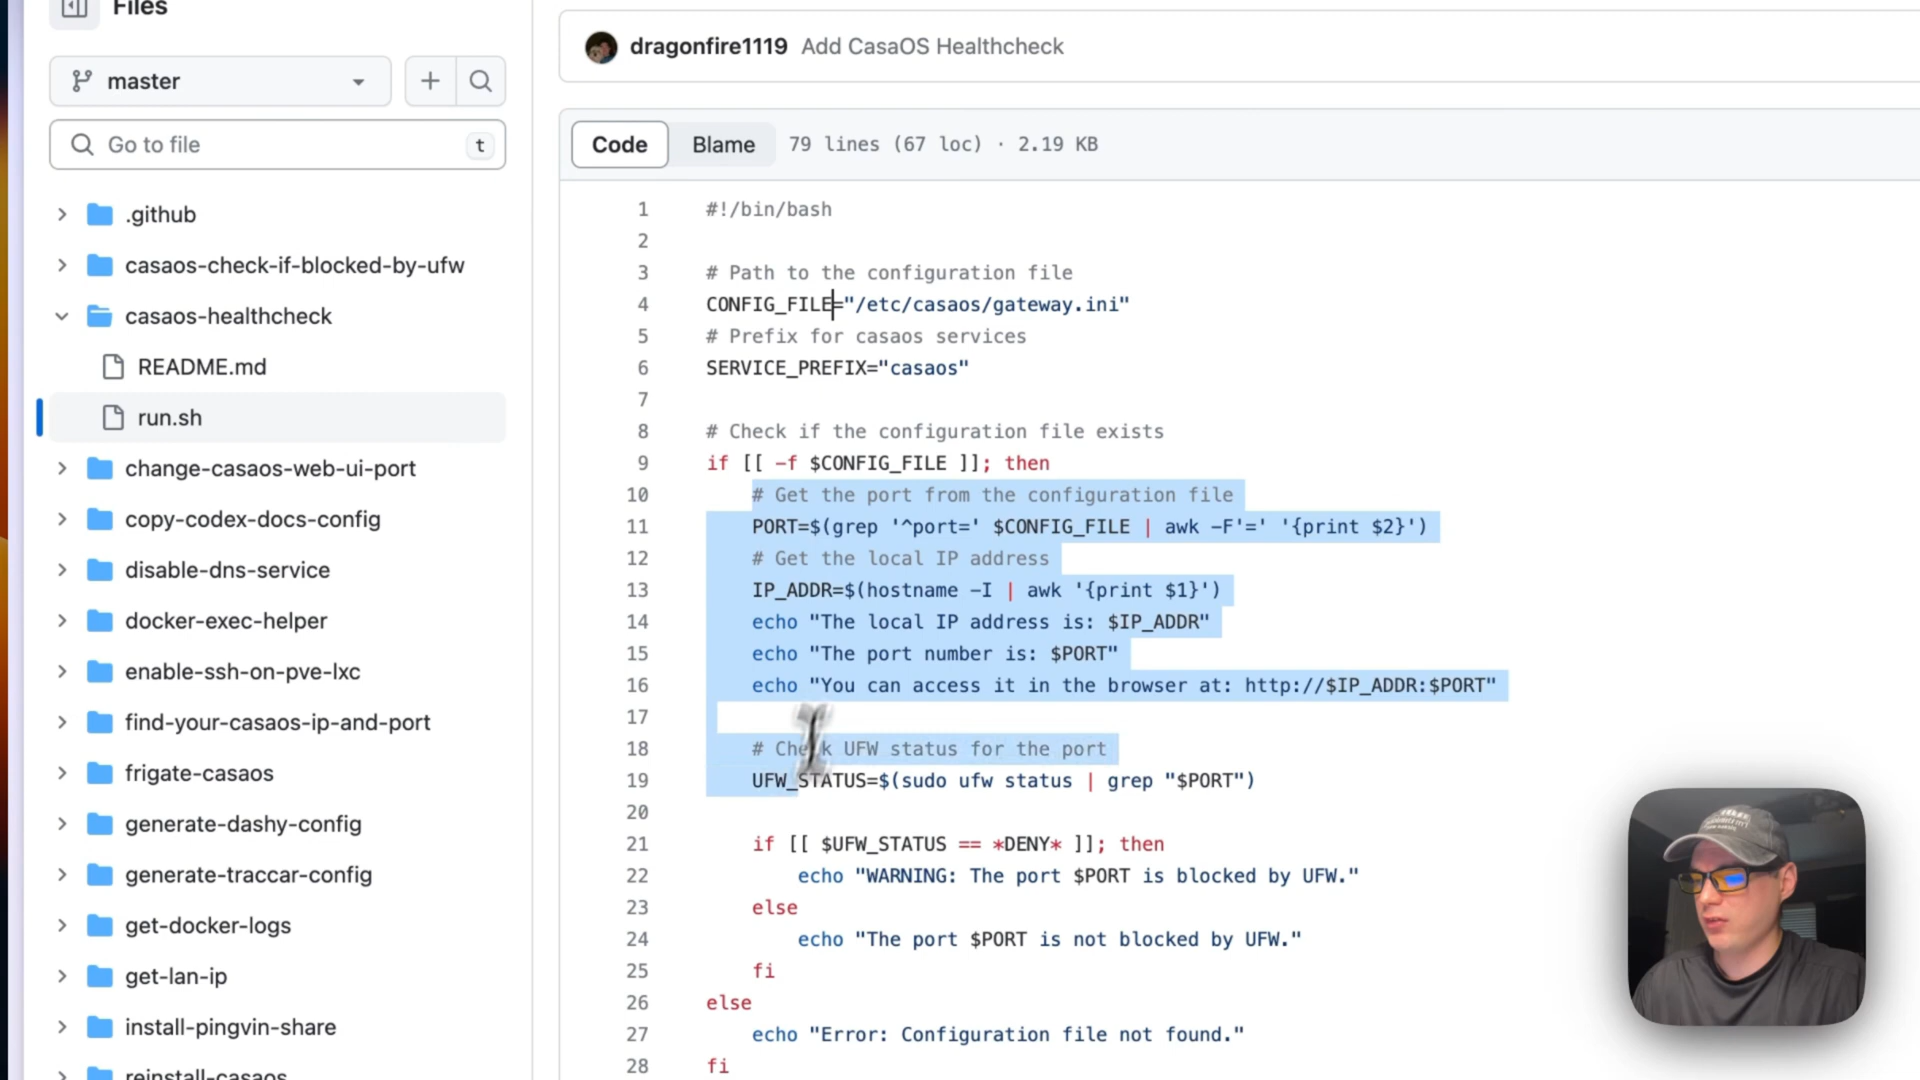 Files
master
Go to file
t
.github
casaos-check-if-blocked-by-ufw
casaos-healthcheck
README.md
run.sh
change-casaos-web-ui-port
copy-codex-docs-config
disable-dns-service
docker-exec-helper
enable-ssh-on-pve-lxc
find-your-casaos-ip-and-port
frigate-casaos
generate-dashy-config
generate-traccar-config
get-docker-logs
get-lan-ip
install-pingvin-share
reinstall-casaos
dragonfire1119 Add CasaOS Healthcheck
Code Blame 79 lines (67 loc) · 2.19 KB
1 #!/bin/bash
2
3 # Path to the configuration file
4 CONFIG_FILE="/etc/casaos/gateway.ini"
5 # Prefix for casaos services
6 SERVICE_PREFIX="casaos"
7
8 # Check if the configuration file exists
9 if [[ -f $CONFIG_FILE ]]; then
10 # Get the port from the configuration file
11 PORT=$(grep '^port=' $CONFIG_FILE | awk -F'=' '{print $2}')
12 # Get the local IP address
13 IP_ADDR=$(hostname -I | awk '{print $1}')
14 echo "The local IP address is: $IP_ADDR"
15 echo "The port number is: $PORT"
16 echo "You can access it in the browser at: http://$IP_ADDR:$PORT"
17
18 # Check UFW status for the port
19 UFW_STATUS=$(sudo ufw status | grep "$PORT")
20
21 if [[ $UFW_STATUS == *DENY* ]]; then
22 echo "WARNING: The port $PORT is blocked by UFW."
23 else
24 echo "The port $PORT is not blocked by UFW."
25 fi
26 else
27 echo "Error: Configuration file not found."
28 fi